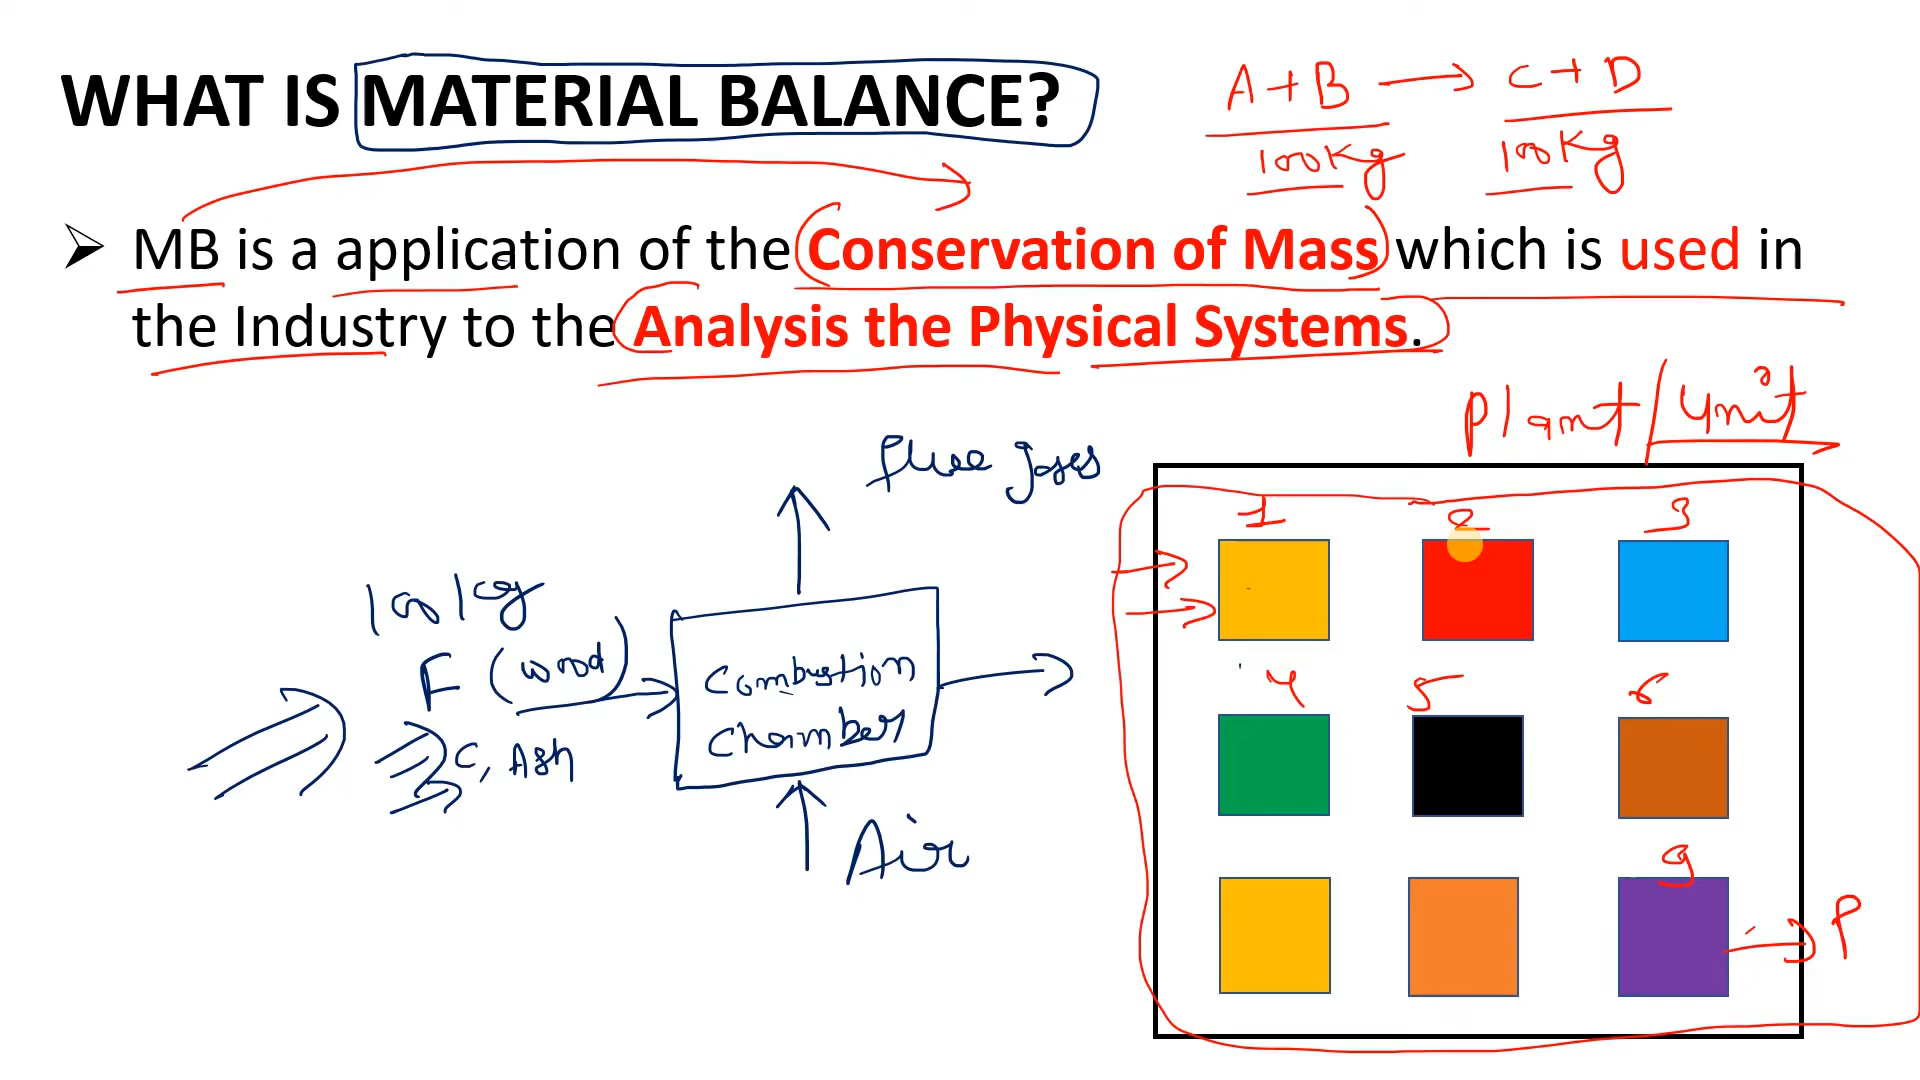 WHAT IS MATERIAL BALANCE?
A + B → C + D
100Kg 100Kg
➢ MB is a application of the Conservation of Mass which is used in
the Industry to the Analysis the Physical Systems.
Plant/Unit
flue gases
100 kg
F (wood)
C, Ash
Combustion
Chamber
Air
1 2 3
4 5 6
9
P